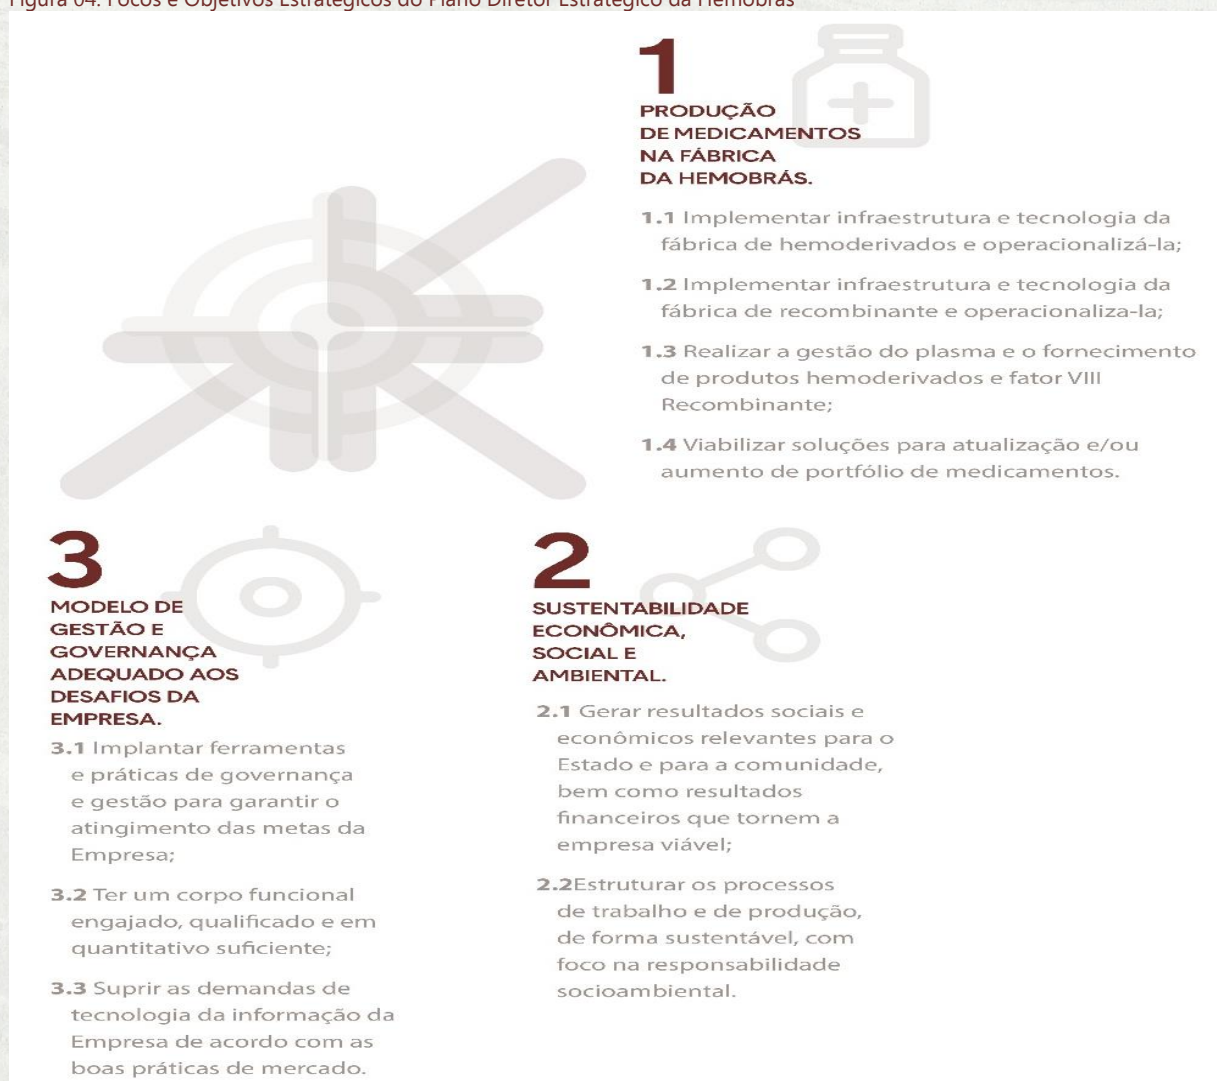 Figura 04. Focos e Objetivos Estratégicos do Plano Diretor Estratégico da Hemobrás
1
PRODUÇÃO
DE MEDICAMENTOS
NA FÁBRICA
DA HEMOBRÁS.
1.1 Implementar infraestrutura e tecnologia da
fábrica de hemoderivados e operacionalizá-la;
1.2 Implementar infraestrutura e tecnologia da
fábrica de recombinante e operacionaliza-la;
1.3 Realizar a gestão do plasma e o fornecimento
de produtos hemoderivados e fator VIII
Recombinante;
1.4 Viabilizar soluções para atualização e/ou
aumento de portfólio de medicamentos.
2
SUSTENTABILIDADE
ECONÔMICA,
SOCIAL E
AMBIENTAL.
2.1 Gerar resultados sociais e
econômicos relevantes para o
Estado e para a comunidade,
bem como resultados
financeiros que tornem a
empresa viável;
2.2Estruturar os processos
de trabalho e de produção,
de forma sustentável, com
foco na responsabilidade
socioambiental.
3
MODELO DE
GESTÃO E
GOVERNANÇA
ADEQUADO AOS
DESAFIOS DA
EMPRESA.
3.1 Implantar ferramentas
e práticas de governança
e gestão para garantir o
atingimento das metas da
Empresa;
3.2 Ter um corpo funcional
engajado, qualificado e em
quantitativo suficiente;
3.3 Suprir as demandas de
tecnologia da informação da
Empresa de acordo com as
boas práticas de mercado.